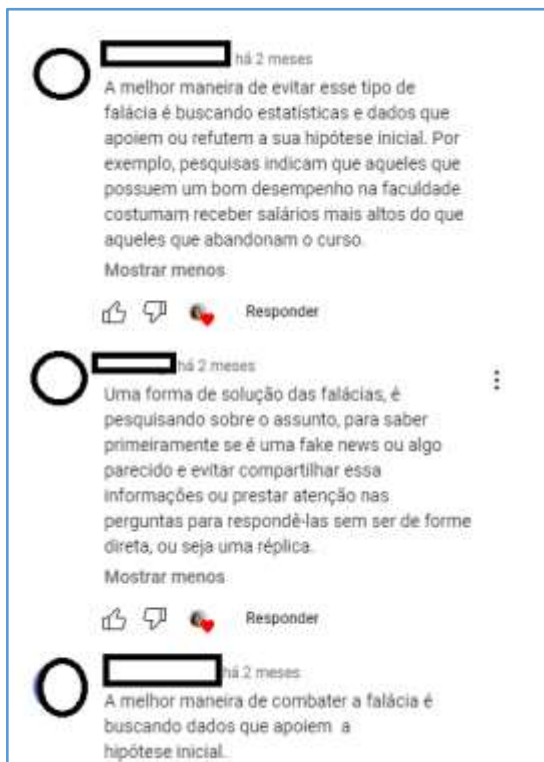 há 2 meses
A melhor maneira de evitar esse tipo de
falácia é buscando estatísticas e dados que
apoiem ou refutem a sua hipótese inicial. Por
exemplo, pesquisas indicam que aqueles que
possuem um bom desempenho na faculdade
costumam receber salários mais altos do que
aqueles que abandonam o curso.
Mostrar menos
Responder
há 2 meses
Uma forma de solução das falácias, é
pesquisando sobre o assunto, para saber
primeiramente se é uma fake news ou algo
parecido e evitar compartilhar essa
informações ou prestar atenção nas
perguntas para respondê-las sem ser de forme
direta, ou seja uma réplica.
Mostrar menos
Responder
há 2 meses
A melhor maneira de combater a falácia é
buscando dados que apoiem a
hipótese inicial.